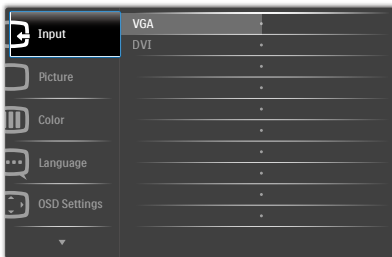 Input
VGA
DVI
Picture
Color
Language
OSD Settings